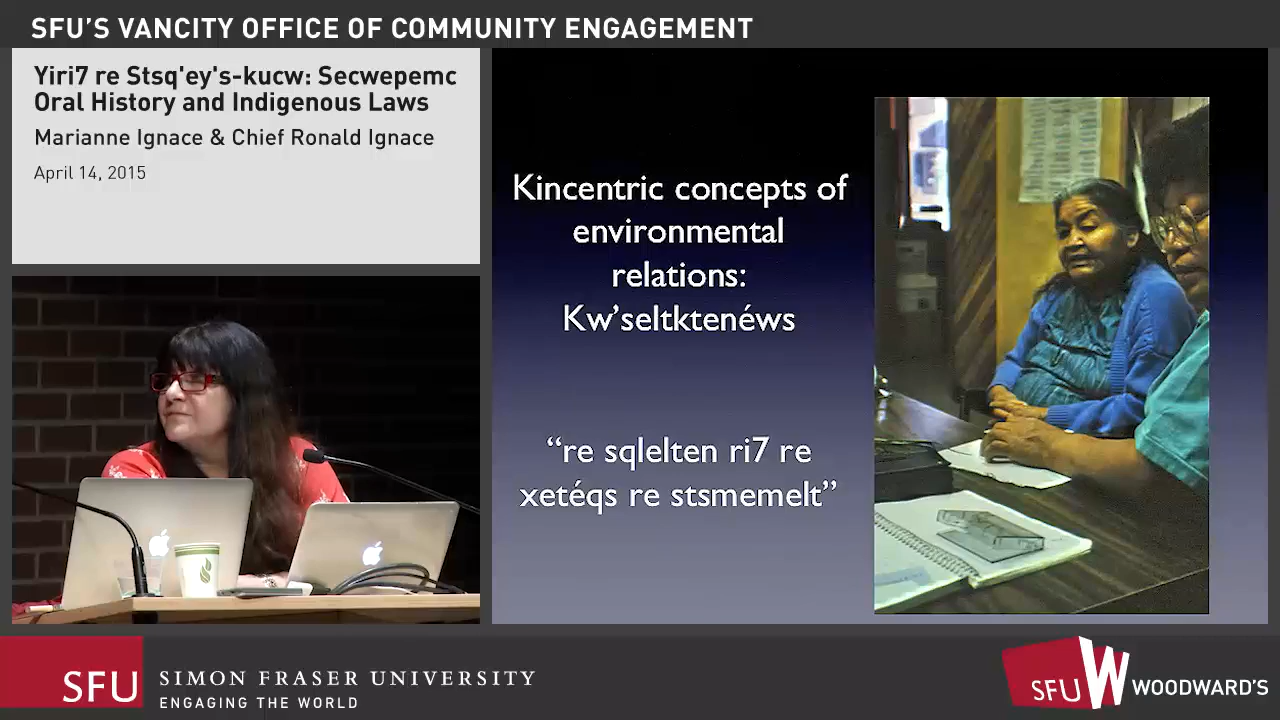 SFU'S VANCITY OFFICE OF COMMUNITY ENGAGEMENT
Yiri7 re Stsq'ey's-kucw: Secwepemc
Oral History and Indigenous Laws
Marianne Ignace & Chief Ronald Ignace
April 14, 2015
Kincentric concepts of
environmental
relations:
Kw’seltktenéws
“re sqlelten ri7 re
xetéqs re stsmemelt”
SFU SIMON FRASER UNIVERSITY
ENGAGING THE WORLD
SFU W WOODWARD'S